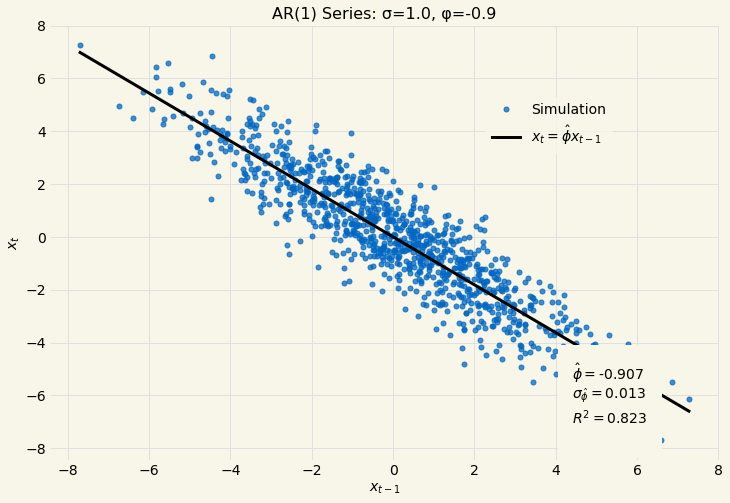 AR(1) Series: σ=1.0, φ=-0.9
8
6
4
2
0
−2
−4
−6
−8
x_t
Simulation
x_t = ϕ̂x_{t−1}
ϕ̂ = -0.907
σ_ϕ̂ = 0.013
R² = 0.823
−8 −6 −4 −2 0 2 4 6 8
x_{t−1}